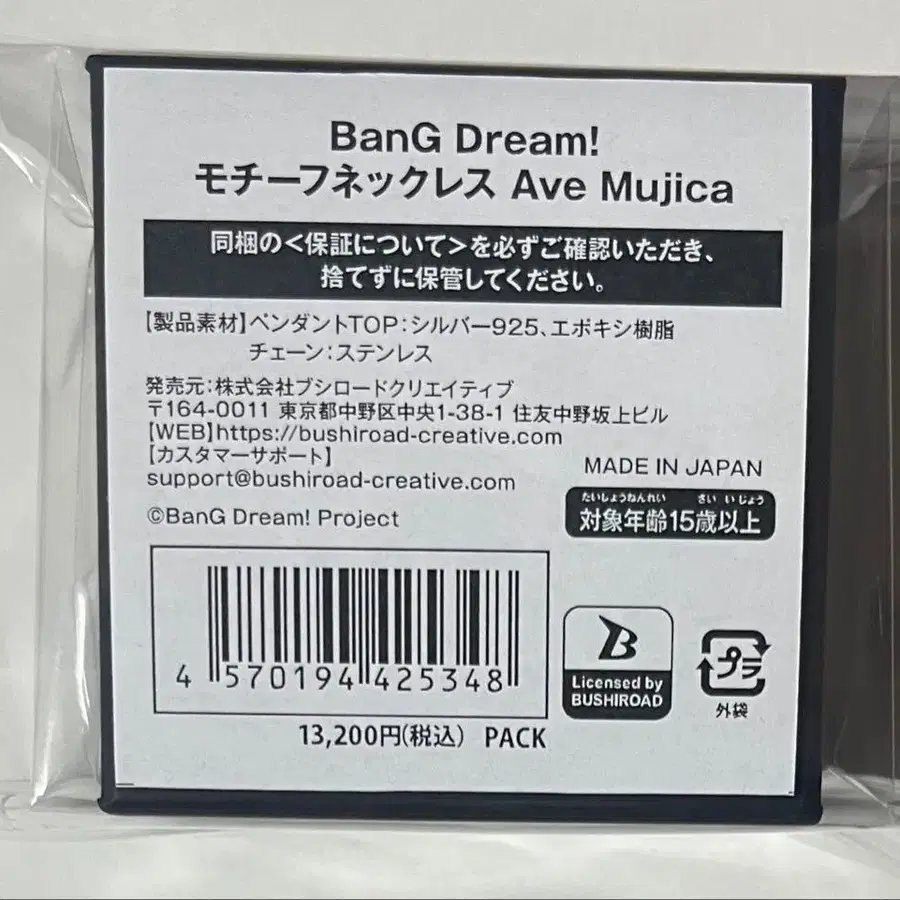 BanG Dream!
モチーフネックレス Ave Mujica
同梱の<保証について>を必ずご確認いただき、
捨てずに保管してください。
【製品素材】ペンダントTOP:シルバー925、エポキシ樹脂
チェーン:ステンレス
発売元:株式会社ブシロードクリエイティブ
〒164-0011 東京都中野区中央1-38-1 住友中野坂上ビル
【WEB】https://bushiroad-creative.com
【カスタマーサポート】
support@bushiroad-creative.com
MADE IN JAPAN
たいしょうねんれい さい いじょう
対象年齢15歳以上
©BanG Dream! Project
4 570194 425348
13,200円(税込) PACK
B
Licensed by
BUSHIROAD
プラ
外袋